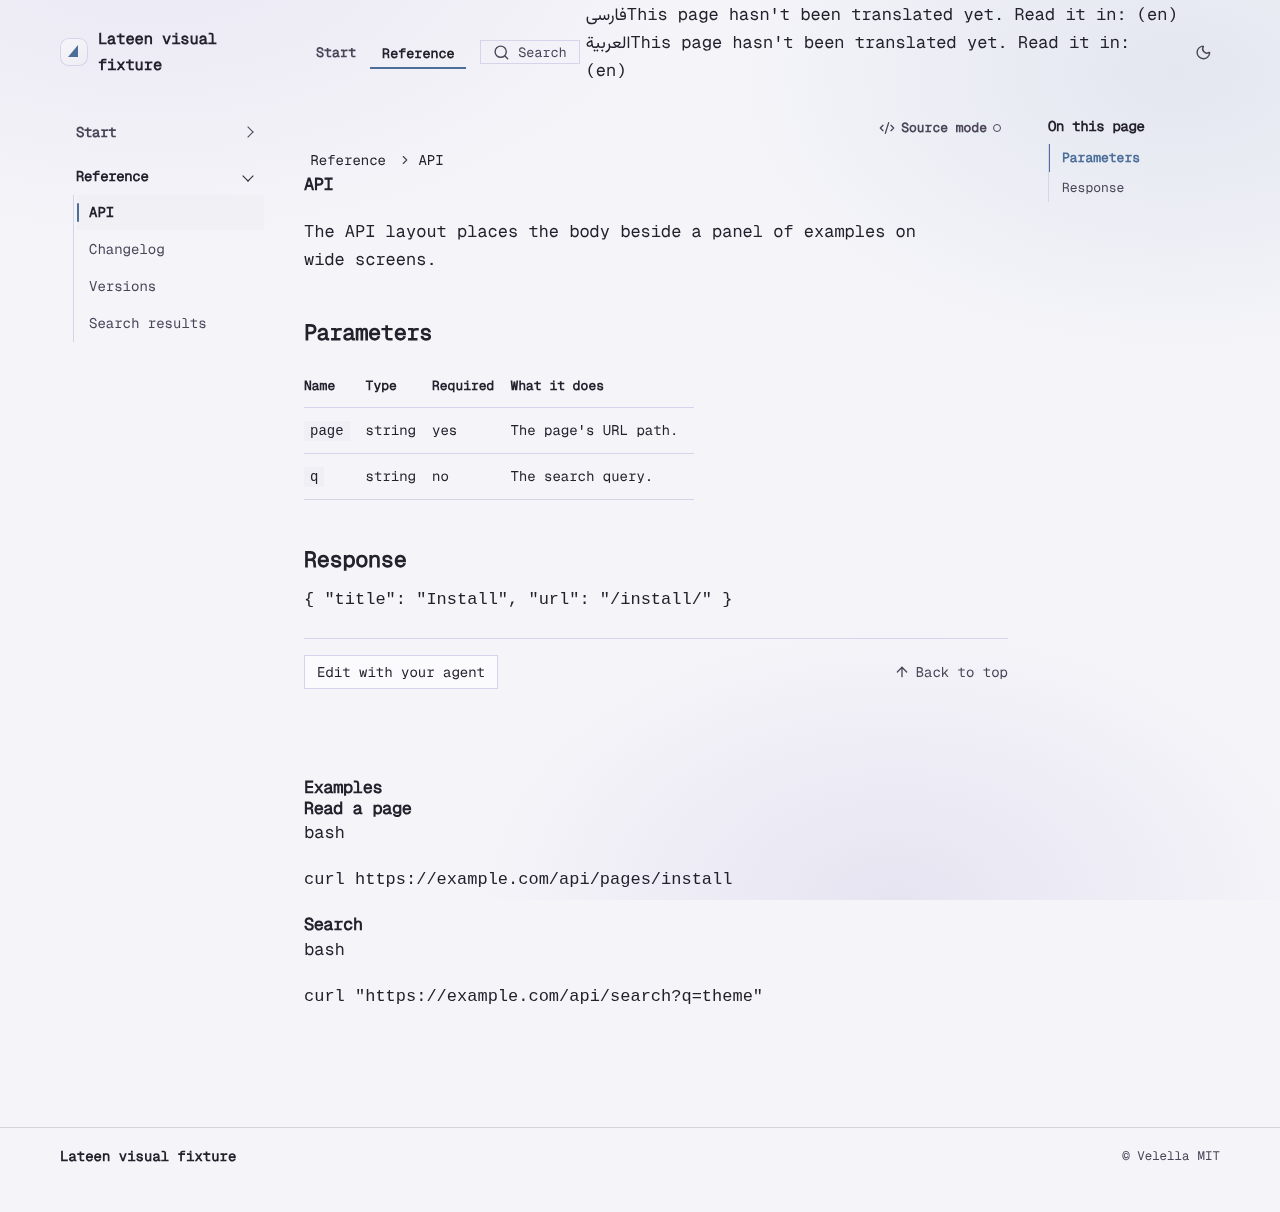 Lateen visual
fixture
Start
Reference
Search
فارسیThis page hasn't been translated yet. Read it in: (en)
العربيةThis page hasn't been translated yet. Read it in:
(en)
Start
Reference
API
Changelog
Versions
Search results
Source mode
Reference
API
API
The API layout places the body beside a panel of examples on
wide screens.
Parameters
Name Type Required What it does
page string yes The page's URL path.
q string no The search query.
Response
{ "title": "Install", "url": "/install/" }
Edit with your agent
Back to top
Examples
Read a page
bash
curl https://example.com/api/pages/install
Search
bash
curl "https://example.com/api/search?q=theme"
On this page
Parameters
Response
Lateen visual fixture
© Velella MIT